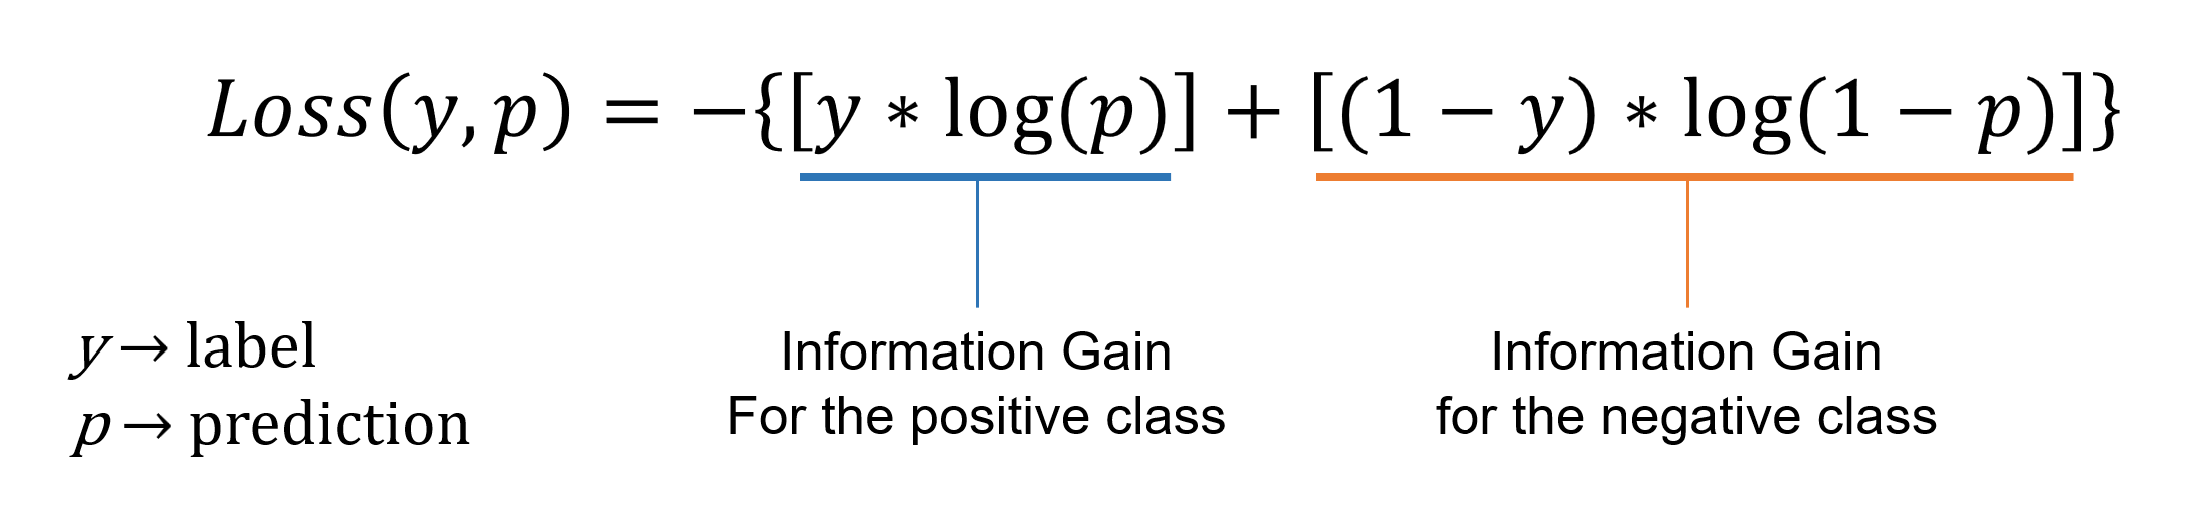 Loss(y, p) = −{[y ∗ log(p)] + [(1 − y) ∗ log(1 − p)]}
y → label
p → prediction
Information Gain
For the positive class
Information Gain
for the negative class